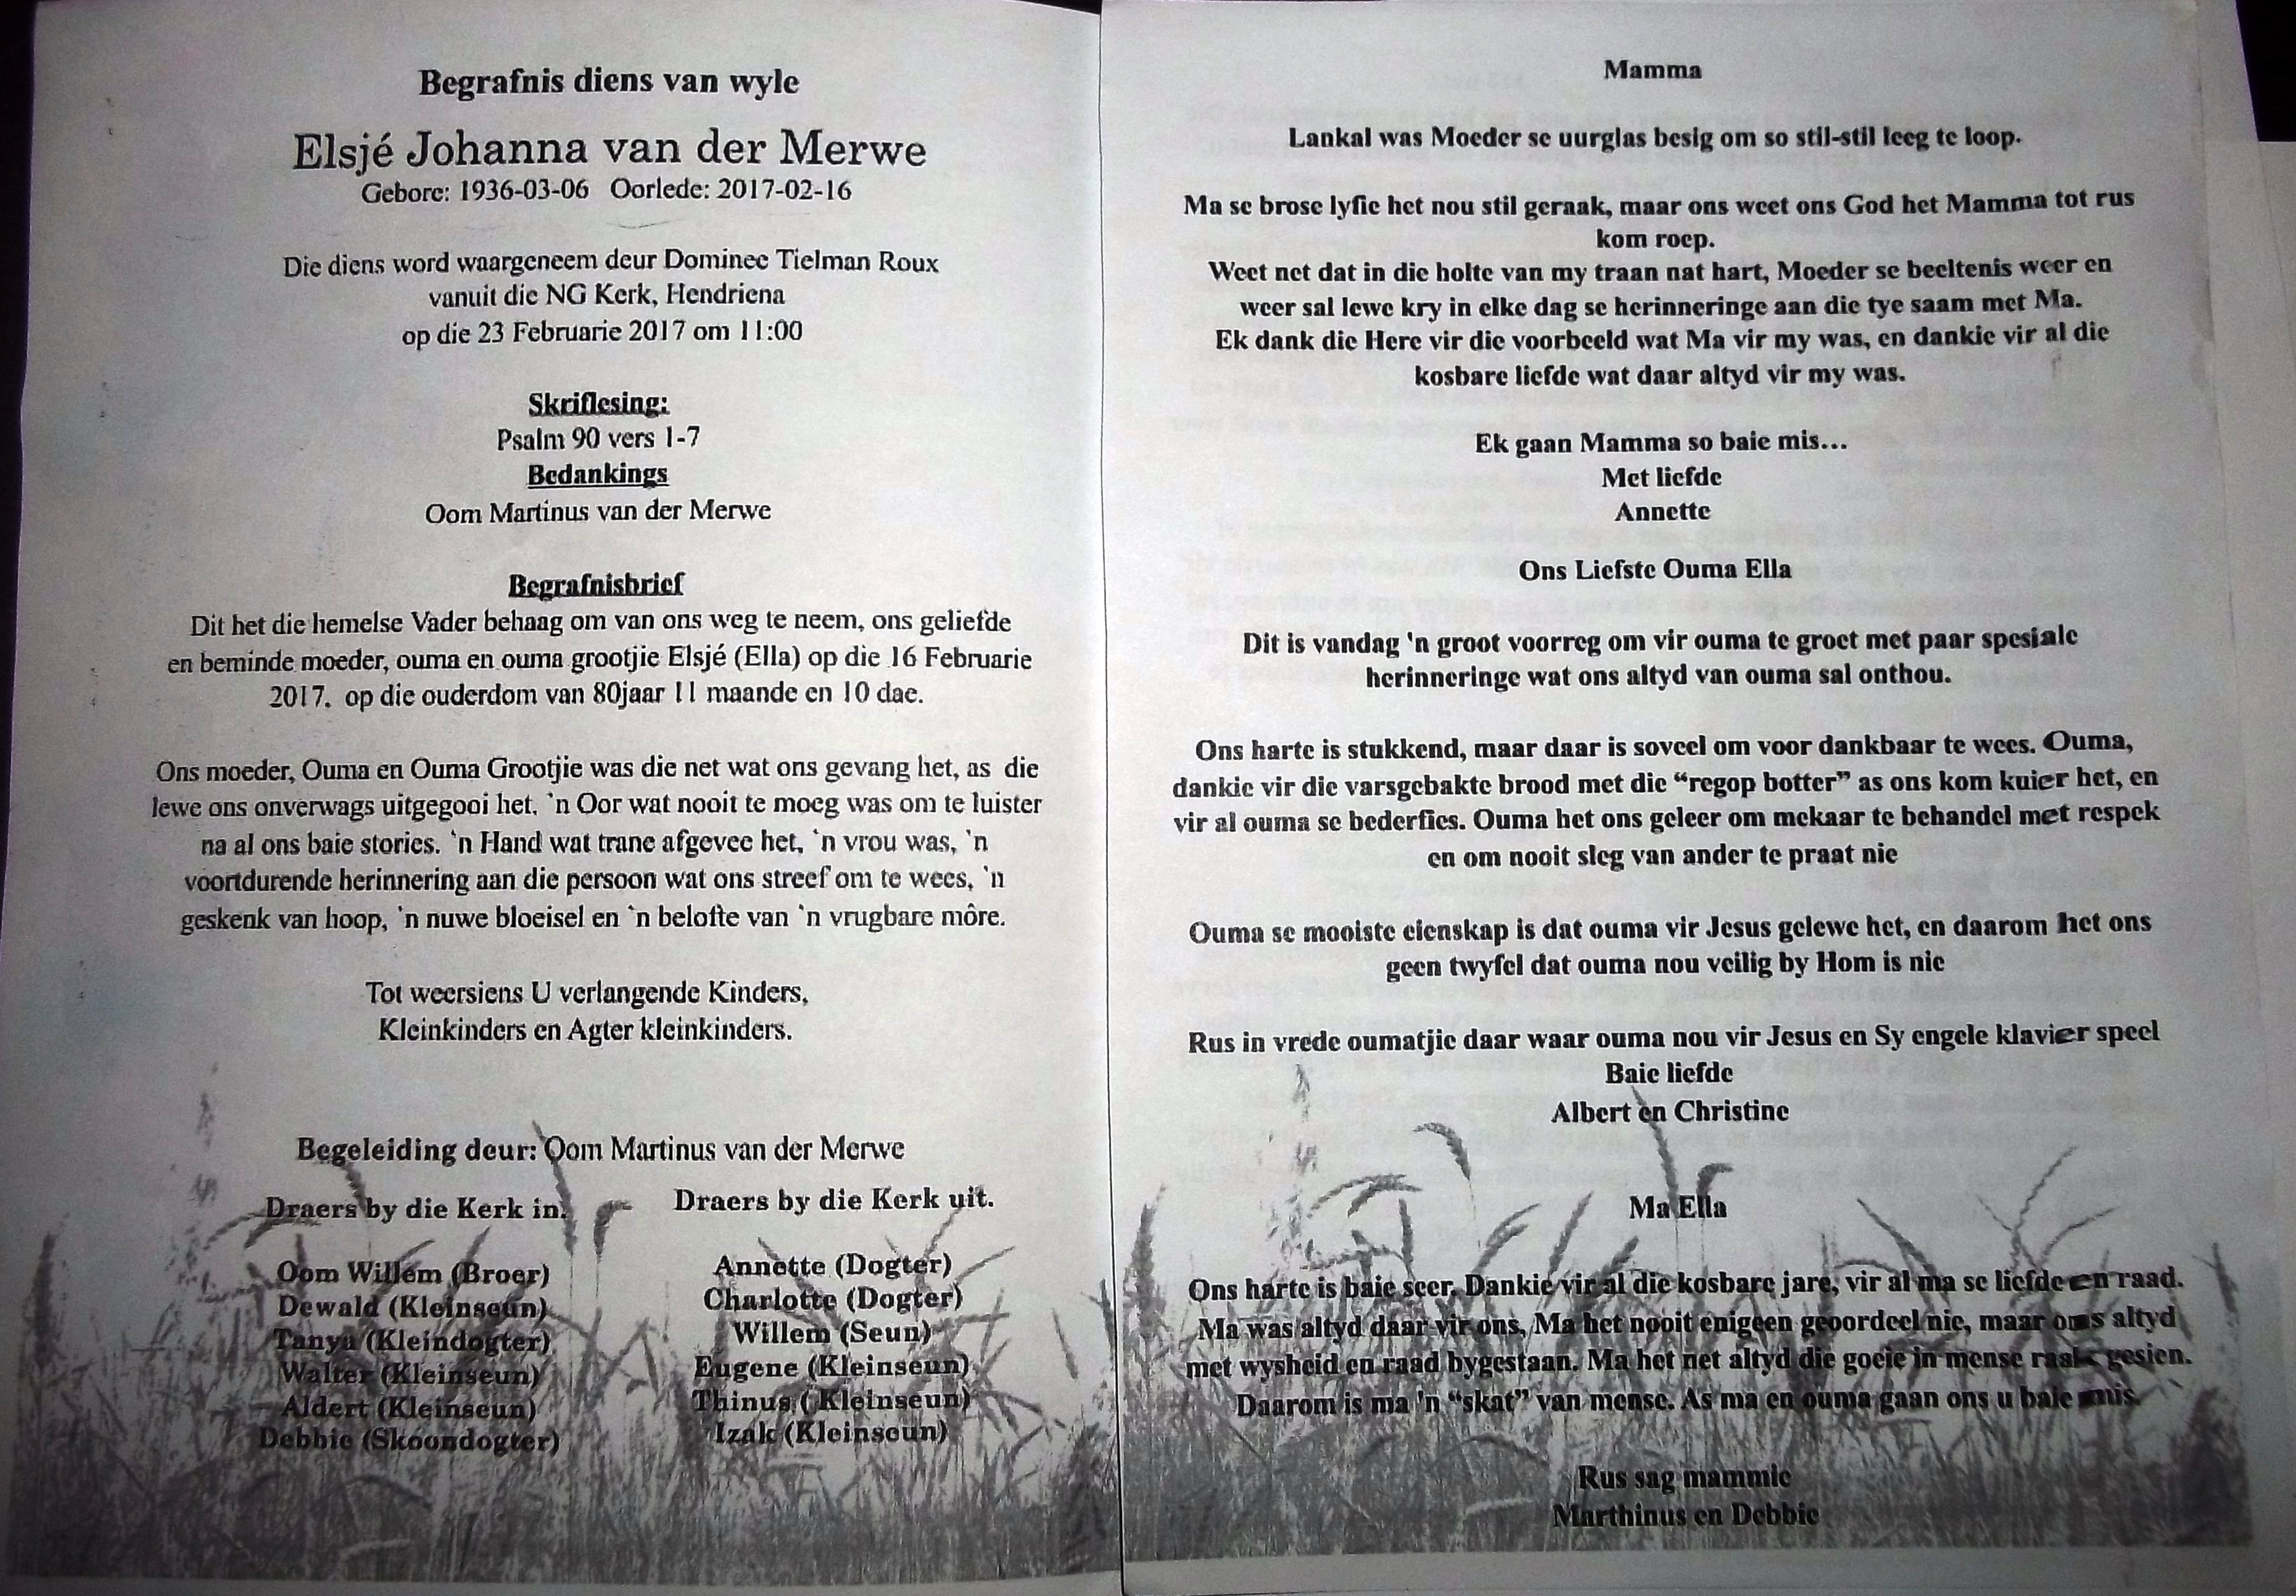 Begrafnis diens van wyle
Elsjé Johanna van der Merwe
Gebore: 1936-03-06 Oorlede: 2017-02-16
Die diens word waargeneem deur Dominee Tielman Roux
vanuit die NG Kerk, Hendriena
op die 23 Februarie 2017 om 11:00
Skriflesing:
Psalm 90 vers 1-7
Bedankings
Oom Martinus van der Merwe
Begrafnisbrief
Dit het die hemelse Vader behaag om van ons weg te neem, ons geliefde
en beminde moeder, ouma en ouma grootjie Elsjé (Ella) op die 16 Februarie
2017. op die ouderdom van 80jaar 11 maande en 10 dae.
Ons moeder, Ouma en Ouma Grootjie was die net wat ons gevang het, as die
lewe ons onverwags uitgegooi het. `n Oor wat nooit te moeg was om te luister
na al ons baie stories. `n Hand wat trane afgevee het, `n vrou was, `n
voortdurende herinnering aan die persoon wat ons streef om te wees, `n
geskenk van hoop, `n nuwe bloeisel en `n belofte van `n vrugbare môre.
Tot weersiens U verlangende Kinders,
Kleinkinders en Agter kleinkinders.
Begeleiding deur: Oom Martinus van der Merwe
Draers by die Kerk in.
Oom Willem (Broer)
Dewald (Kleinseun)
Tanya (Kleindogter)
Walter (Kleinseun)
Aldert (Kleinseun)
Debbie (Skoondogter)
Draers by die Kerk uit.
Annette (Dogter)
Charlotte (Dogter)
Willem (Seun)
Eugene (Kleinseun)
Thinus ( Kleinseun)
Izak (Kleinseun)
Mamma
Lankal was Moeder se uurglas besig om so stil-stil leeg te loop.
Ma se brose lyfie het nou stil geraak, maar ons weet ons God het Mamma tot rus
kom roep.
Weet net dat in die holte van my traan nat hart, Moeder se beeltenis weer en
weer sal lewe kry in elke dag se herinneringe aan die tye saam met Ma.
Ek dank die Here vir die voorbeeld wat Ma vir my was, en dankie vir al die
kosbare liefde wat daar altyd vir my was.
Ek gaan Mamma so baie mis...
Met liefde
Annette
Ons Liefste Ouma Ella
Dit is vandag 'n groot voorreg om vir ouma te groet met paar spesiale
herinneringe wat ons altyd van ouma sal onthou.
Ons harte is stukkend, maar daar is soveel om voor dankbaar te wees. Ouma,
dankie vir die varsgebakte brood met die “regop botter” as ons kom kuier het, en
vir al ouma se bederfies. Ouma het ons geleer om mekaar te behandel met respek
en om nooit sleg van ander te praat nie
Ouma se mooiste eienskap is dat ouma vir Jesus gelewe het, en daarom het ons
geen twyfel dat ouma nou veilig by Hom is nie
Rus in vrede oumatjie daar waar ouma nou vir Jesus en Sy engele klavier speel
Baie liefde
Albert en Christine
Ma Ella
Ons harte is baie seer. Dankie vir al die kosbare jare, vir al ma se liefde en raad.
Ma was altyd daar vir ons, Ma het nooit enigeen geoordeel nie, maar ons altyd
met wysheid en raad bygestaan. Ma het net altyd die goeie in mense raak gesien.
Daarom is ma 'n “skat” van mense. As ma en ouma gaan ons u baie mis.
Rus sag mammie
Marthinus en Debbie